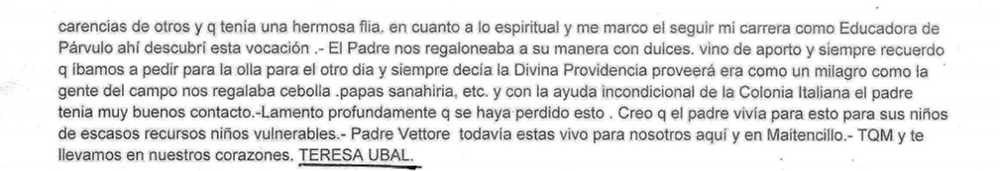 carencias de otros y q tenía una hermosa flia. en cuanto a lo espiritual y me marco el seguir mi carrera como Educadora de
Párvulo ahí descubrí esta vocación .- El Padre nos regaloneaba a su manera con dulces. vino de aporto y siempre recuerdo
q íbamos a pedir para la olla para el otro dia y siempre decía la Divina Providencia proveerá era como un milagro como la
gente del campo nos regalaba cebolla .papas sanahiria, etc. y con la ayuda incondicional de la Colonia Italiana el padre
tenia muy buenos contacto.-Lamento profundamente q se haya perdido esto . Creo q el padre vivía para esto para sus niños
de escasos recursos niños vulnerables.- Padre Vettore todavía estas vivo para nosotros aquí y en Maitencillo.- TQM y te
llevamos en nuestros corazones. TERESA UBAL.